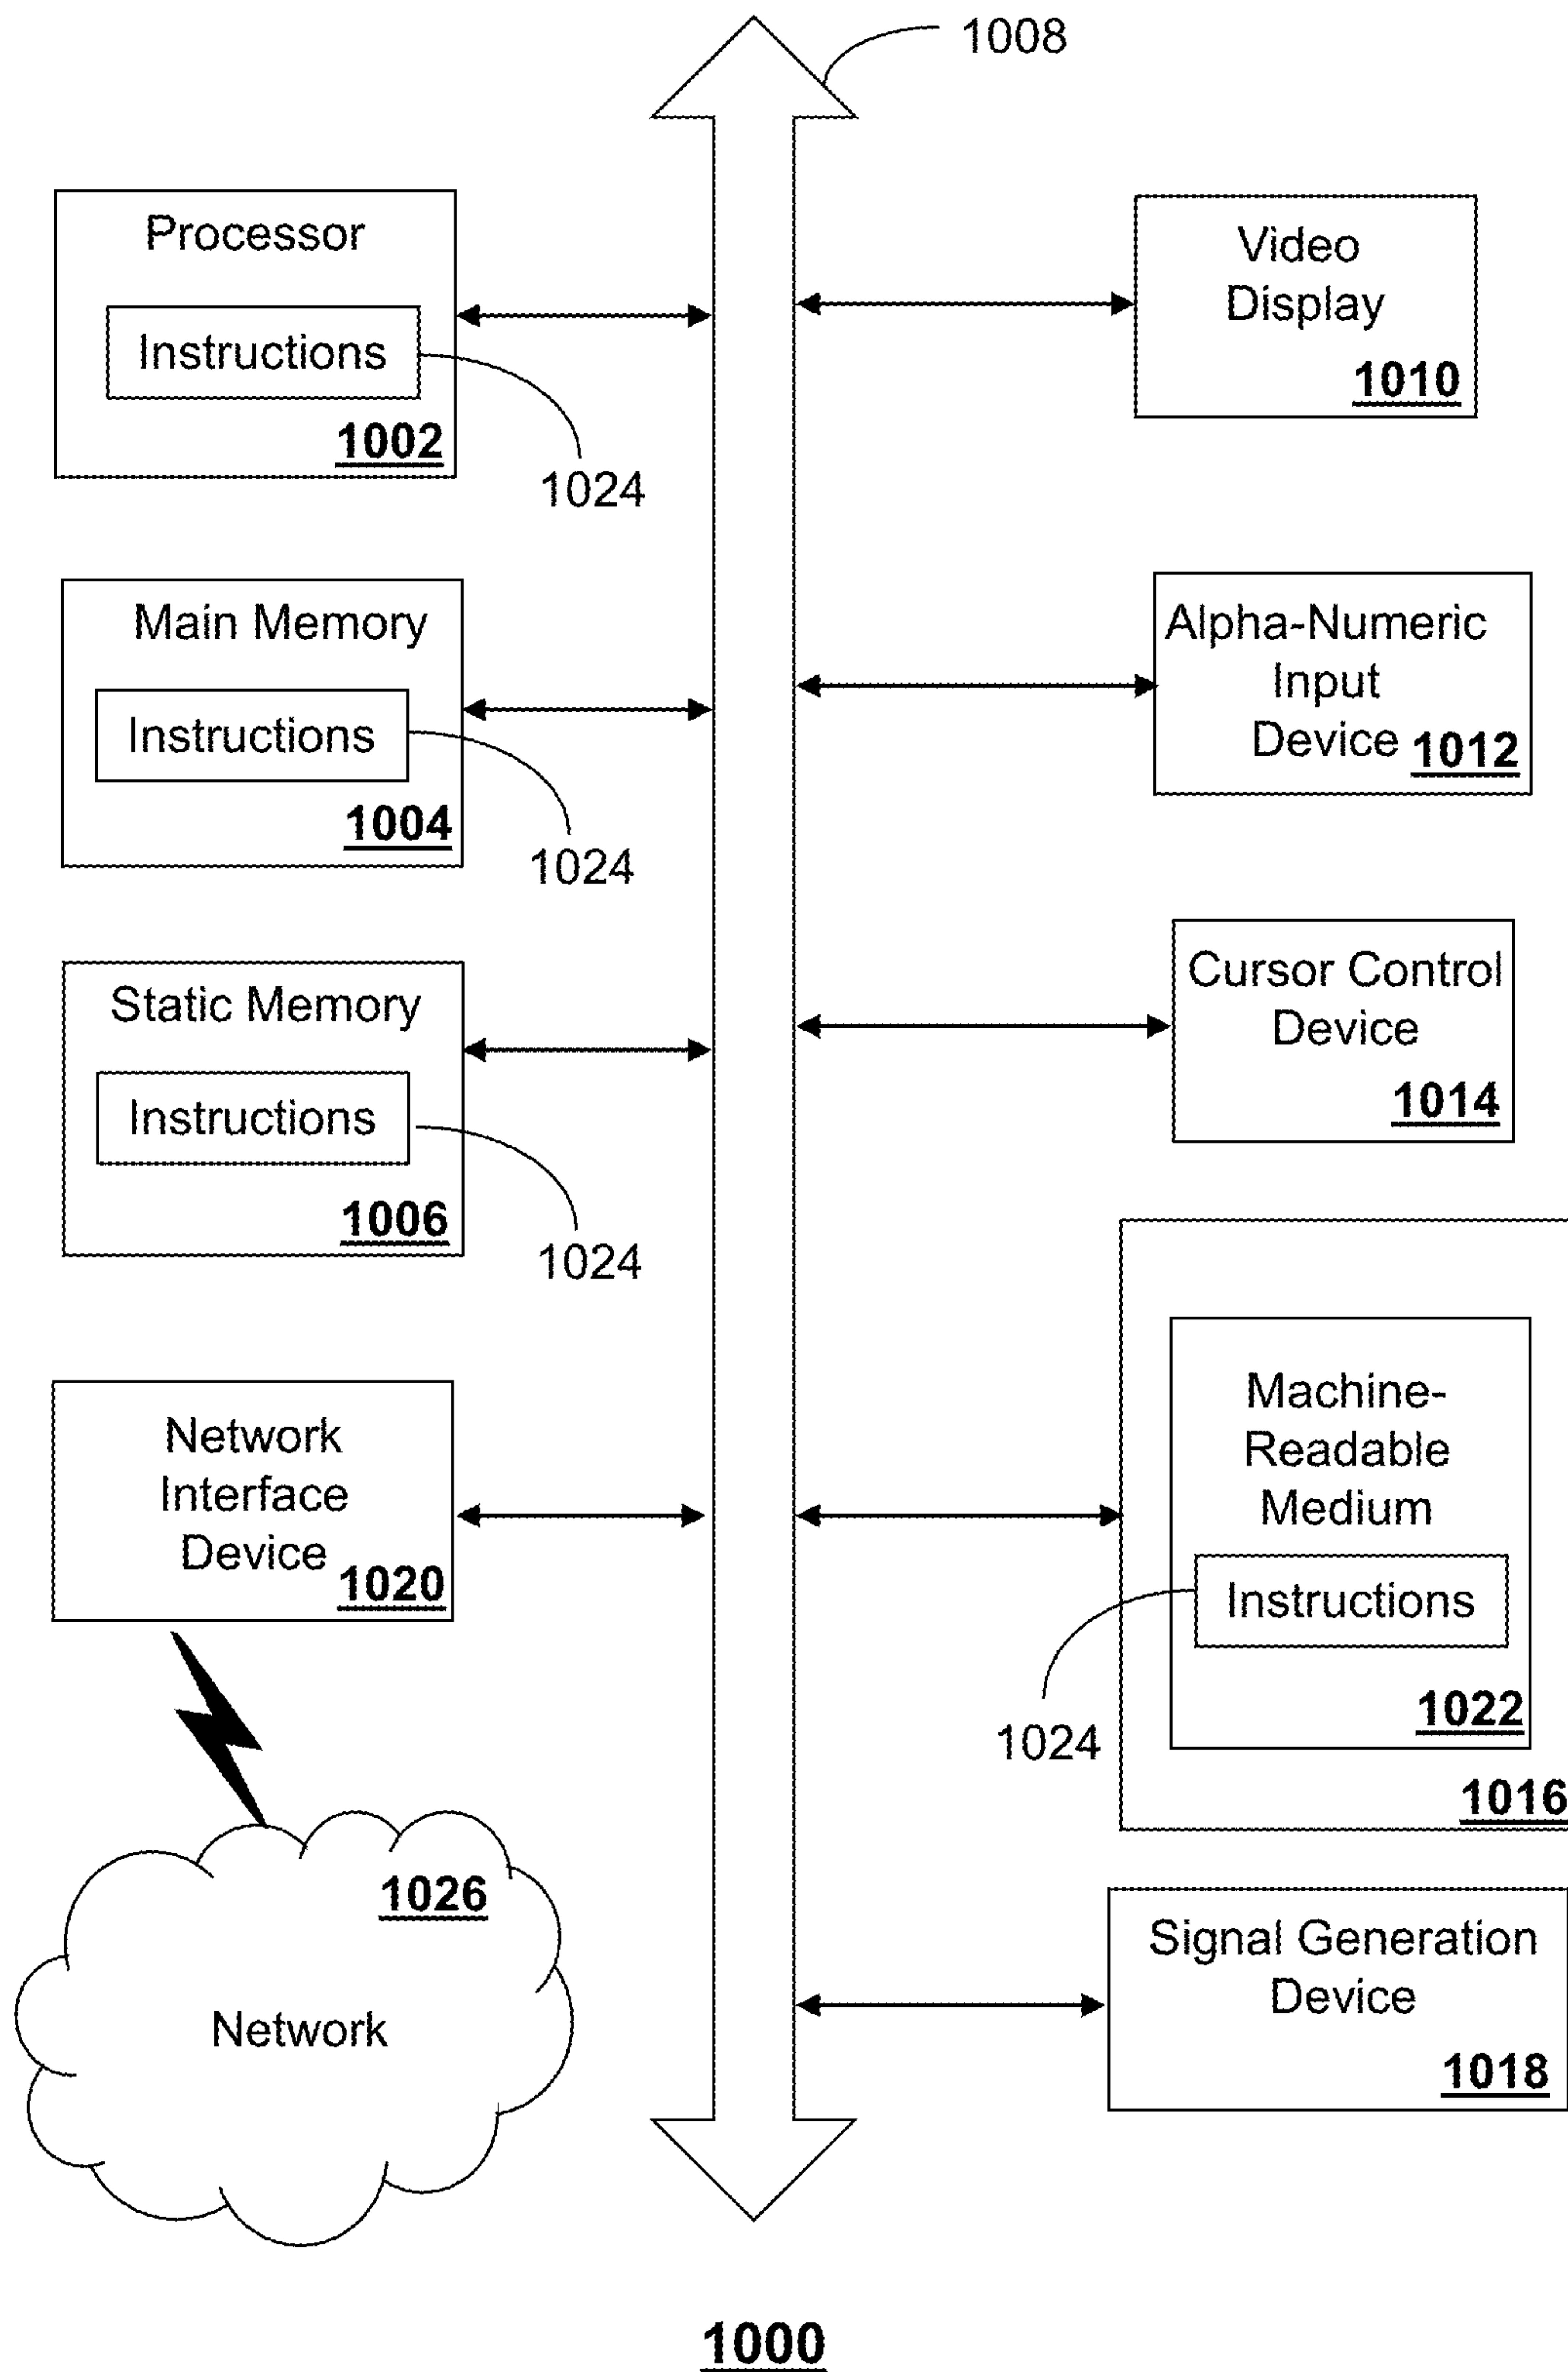 1008
Processor
Instructions
1002
1024
Main Memory
Instructions
1004
1024
Static Memory
Instructions
1006
1024
Network
Interface
Device
1020
1026
Network
Video
Display
1010
Alpha-Numeric
Input
Device 1012
Cursor Control
Device
1014
Machine-
Readable
Medium
Instructions
1022
1024
1016
Signal Generation
Device
1018
1000